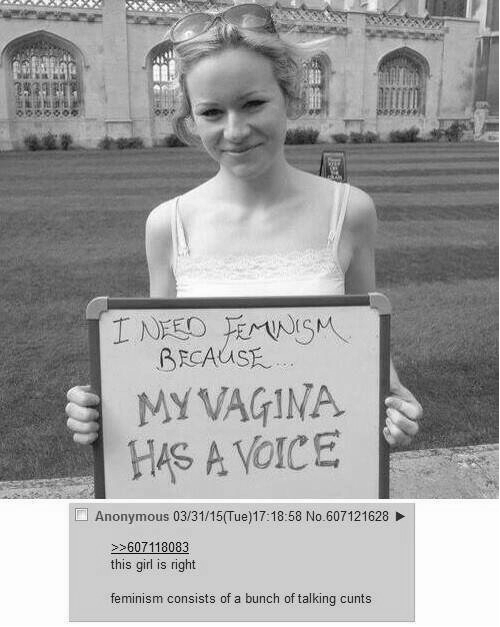 I NEED FEMINISM
BECAUSE...
MY VAGINA
HAS A VOICE
Anonymous 03/31/15(Tue)17:18:58 No.607121628 ▶
>>607118083
this girl is right
feminism consists of a bunch of talking cunts